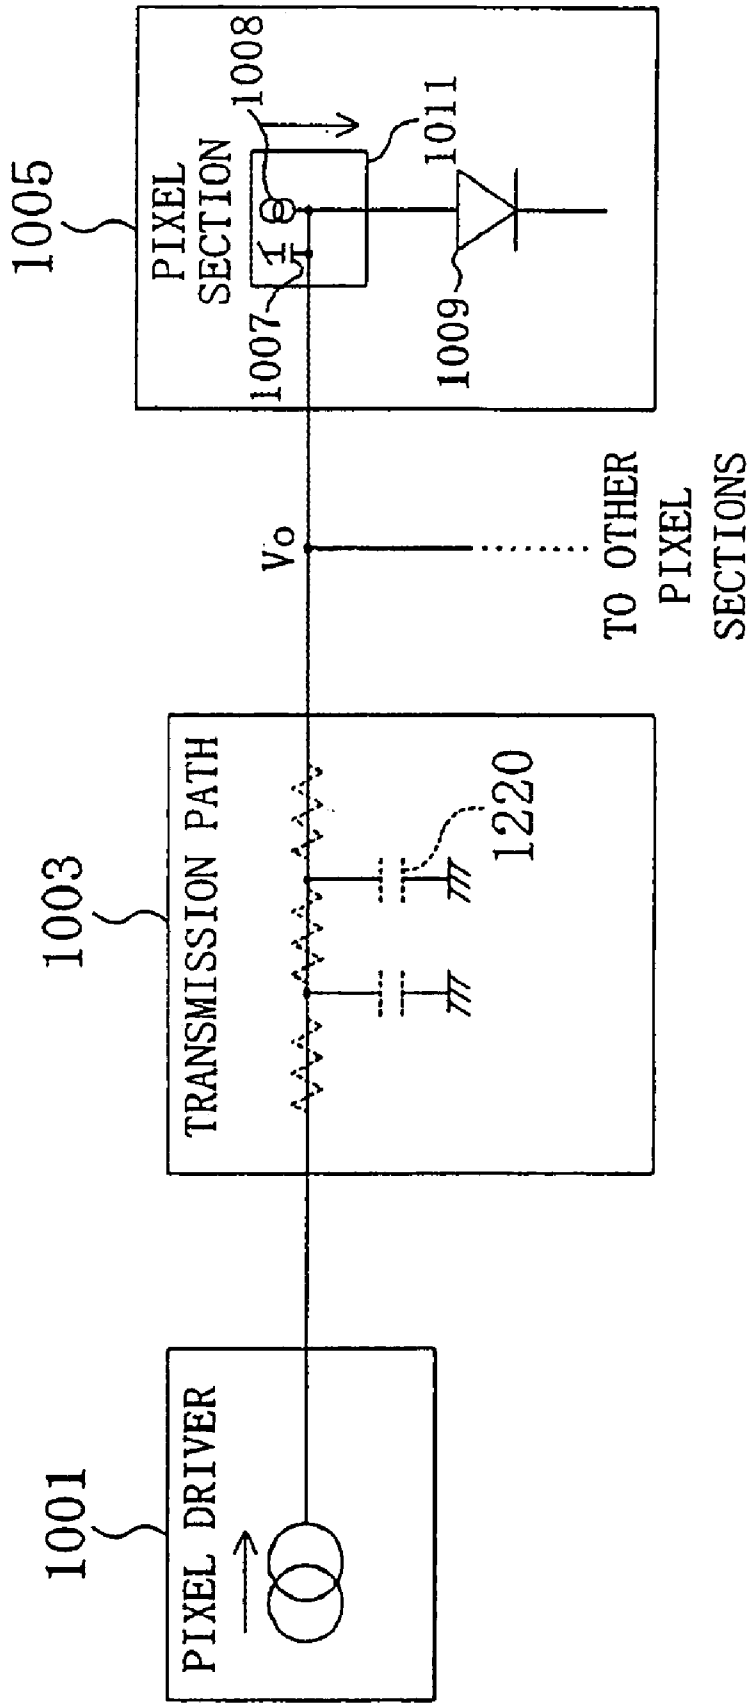 1001
PIXEL DRIVER
1003
TRANSMISSION PATH
1220
Vo
TO OTHER
PIXEL
SECTIONS
1005
PIXEL
SECTION
1007
1008
1009
1011